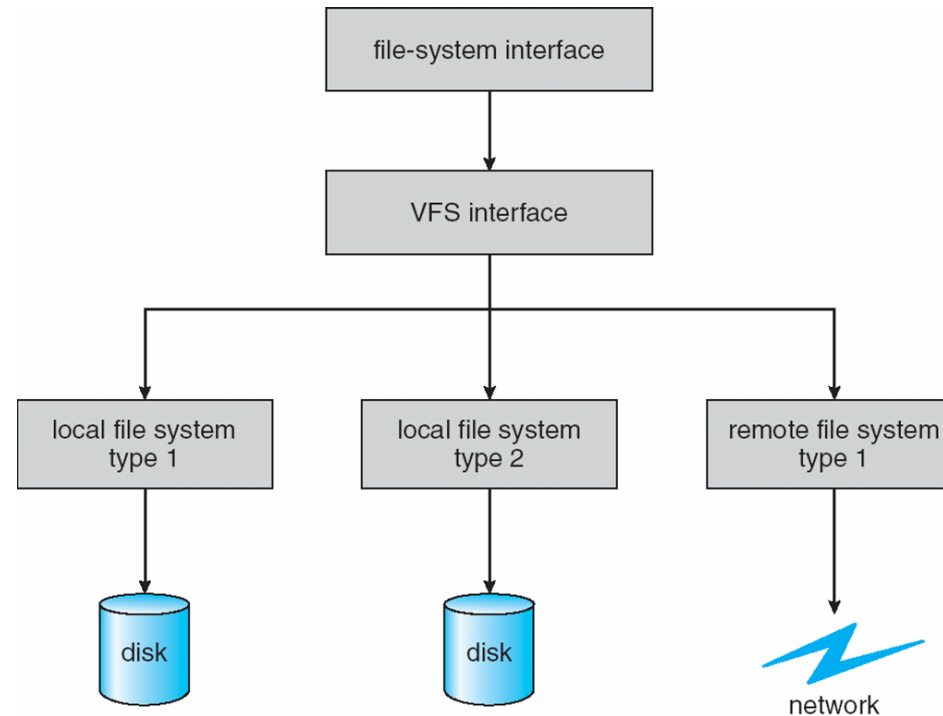 file-system interface
VFS interface
local file system
type 1
local file system
type 2
remote file system
type 1
disk
disk
network